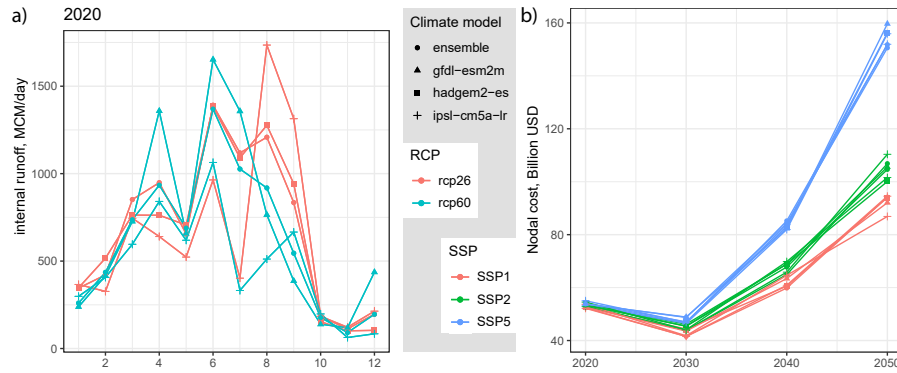 a)
2020
internal runoff, MCM/day
1500
1000
500
0
2 4 6 8 10 12
Climate model
ensemble
gfdl-esm2m
hadgem2-es
ipsl-cm5a-lr
RCP
rcp26
rcp60
SSP
SSP1
SSP2
SSP5
b)
Nodal cost, Billion USD
160
120
80
40
2020 2030 2040 2050